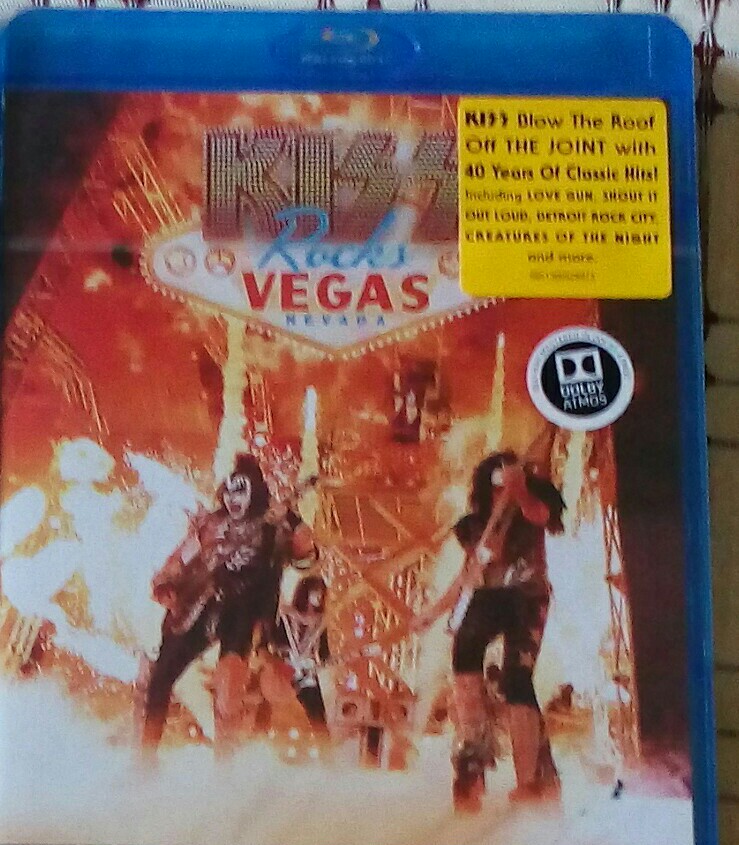 KISS
Rocks
VEGAS
NEVADA
KISS Blow The Roof
Off THE JOINT with
40 Years Of Classic Hits!
Including LOVE GUN, SHOUT IT
OUT LOUD, DETROIT ROCK CITY,
CREATURES OF THE NIGHT
and more.
DOLBY
ATMOS